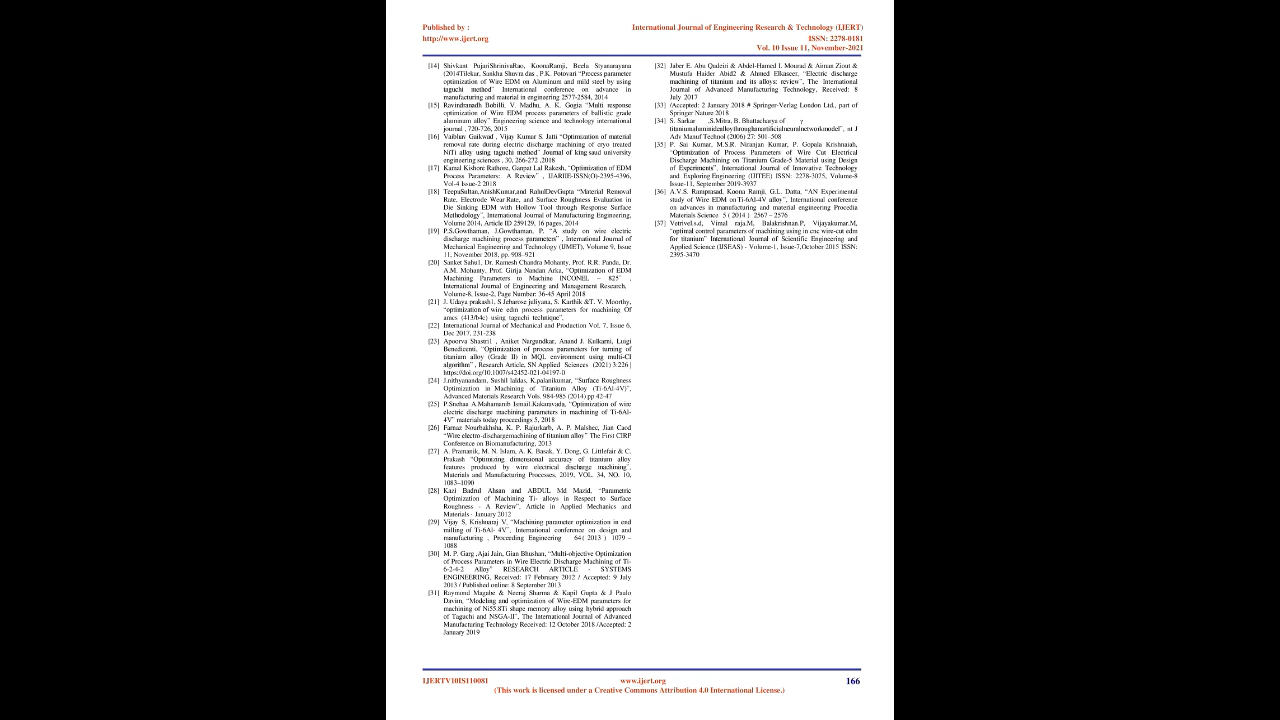 Published by :
http://www.ijert.org
International Journal of Engineering Research & Technology (IJERT)
ISSN: 2278-0181
Vol. 10 Issue 11, November-2021
[14] Shivkant PujariShrinivaRao, KoonaRamji, Beela Styanarayana
(2014Tilekar, Sankha Shuvra das , P.K. Potovari "Process parameter
optimization of Wire EDM on Aluminum and mild steel by using
taguchi method" International conference on advance in
manufacturing and material in engineering 2577-2584, 2014
[15] Ravindranadh Bobilli, V. Madhu, A. K. Gogia "Multi response
optimization of Wire EDM process parameters of ballistic grade
aluminum alloy" Engineering science and technology international
journal , 720-726, 2015
[16] Vaibhav Gaikwad , Vijay Kumar S. Jatti "Optimization of material
removal rate during electric discharge machining of cryo treated
NiTi alloy using taguchi method" Journal of king saud university
engineering sciences , 30, 266-272 ,2018
[17] Kamal Kishore Rathore, Ganpat Lal Rakesh, "Optimization of EDM
Process Parameters: A Review" , IJARIIE-ISSN(O)-2395-4396,
Vol-4 Issue-2 2018
[18] TeepuSultan,AnishKumar,and RahulDevGupta "Material Removal
Rate, Electrode Wear Rate, and Surface Roughness Evaluation in
Die Sinking EDM with Hollow Tool through Response Surface
Methodology", International Journal of Manufacturing Engineering,
Volume 2014, Article ID 259129, 16 pages, 2014
[19] P.S.Gowthaman, J.Gowthaman, P. "A study on wire electric
discharge machining process parameters" , International Journal of
Mechanical Engineering and Technology (IJMET), Volume 9, Issue
11, November 2018, pp. 908–921
[20] Sanket Sahu1, Dr. Ramesh Chandra Mohanty, Prof. R.R. Panda, Dr.
A.M. Mohanty, Prof. Girija Nandan Arka, "Optimization of EDM
Machining Parameters to Machine INCONEL – 825" ,
International Journal of Engineering and Management Research,
Volume-8, Issue-2, Page Number: 36-45 April 2018
[21] J. Udaya prakash1, S Jebarose juliyana, S. Karthik &T. V. Moorthy,
"optimization of wire edm process parameters for machining Of
amcs (413/b4c) using taguchi technique",
[22] International Journal of Mechanical and Production Vol. 7, Issue 6,
Dec 2017, 231-238
[23] Apoorva Shastri1 , Aniket Nargundkar, Anand J. Kulkarni, Luigi
Benedicenti, "Optimization of process parameters for turning of
titanium alloy (Grade II) in MQL environment using multi-CI
algorithm" , Research Article, SN Applied Sciences (2021) 3:226 |
https://doi.org/10.1007/s42452-021-04197-0
[24] J.nithyanandam, Sushil laldas, K.palanikumar, "Surface Roughness
Optimization in Machining of Titanium Alloy (Ti-6Al-4V)",
Advanced Materials Research Vols. 984-985 (2014) pp 42-47
[25] P.Snehaa A.Mahamanib Ismail.Kakaravada, "Optimization of wire
electric discharge machining parameters in machining of Ti-6Al-
4V" materials today proceedings 5, 2018
[26] Farnaz Nourbakhsha, K. P. Rajurkarb, A. P. Malshec, Jian Caod
"Wire electro-dischargemachining of titanium alloy" The First CIRP
Conference on Biomanufacturing, 2013
[27] A. Pramanik, M. N. Islam, A. K. Basak, Y. Dong, G. Littlefair & C.
Prakash "Optimizing dimensional accuracy of titanium alloy
features produced by wire electrical discharge machining",
Materials and Manufacturing Processes, 2019, VOL. 34, NO. 10,
1083–1090
[28] Kazi Badrul Ahsan and ABDUL Md Mazid, "Parametric
Optimization of Machining Ti- alloys in Respect to Surface
Roughness - A Review", Article in Applied Mechanics and
Materials · January 2012
[29] Vijay S, Krishnaraj V, "Machining parameter optimization in end
milling of Ti-6Al- 4V", International conference on design and
manufacturing , Proceeding Engineering 64( 2013 ) 1079 –
1088
[30] M. P. Garg ,Ajai Jain, Gian Bhushan, "Multi-objective Optimization
of Process Parameters in Wire Electric Discharge Machining of Ti-
6-2-4-2 Alloy" RESEARCH ARTICLE - SYSTEMS
ENGINEERING, Received: 17 February 2012 / Accepted: 9 July
2013 / Published online: 8 September 2013
[31] Raymond Magabe & Neeraj Sharma & Kapil Gupta & J Paulo
Davim, "Modeling and optimization of Wire-EDM parameters for
machining of Ni55.8Ti shape memory alloy using hybrid approach
of Taguchi and NSGA-II", The International Journal of Advanced
Manufacturing Technology Received: 12 October 2018 /Accepted: 2
January 2019
[32] Jaber E. Abu Qudeiri & Abdel-Hamed I. Mourad & Aiman Ziout &
Mustufa Haider Abid2 & Ahmed Elkaseer, "Electric discharge
machining of titanium and its alloys: review", The International
Journal of Advanced Manufacturing Technology, Received: 8
July 2017
[33] /Accepted: 2 January 2018 # Springer-Verlag London Ltd., part of
Springer Nature 2018
[34] S. Sarkar .S.Mitra, B. Bhattacharya of γ
titaniumaluminidealloythroughanartificialneuralnetworkmodel", nt J
Adv Manuf Technol (2006) 27: 501–508
[35] P. Sai Kumar, M.S.R. Niranjan Kumar, P. Gopala Krishnaiah,
"Optimization of Process Parameters of Wire Cut Electrical
Discharge Machining on Titanium Grade-5 Material using Design
of Experiments", International Journal of Innovative Technology
and Exploring Engineering (IJITEE) ISSN: 2278-3075, Volume-8
Issue-11, September 2019-3937
[36] A.V.S. Ramprasad, Koona Ramji, G.L. Datta, "AN Experimental
study of Wire EDM on Ti-6Al-4V alloy", International conference
on advances in manufacturing and material engineering Procedia
Materials Science 5 ( 2014 ) 2567 – 2576
[37] Vetrivel.s.d, Vimal raja.M, Balakrishnan.P, Vijayakumar.M,
"optimal control parameters of machining using in cnc wire-cut edm
for titanium" International Journal of Scientific Engineering and
Applied Science (IJSEAS) - Volume-1, Issue-7,October 2015 ISSN:
2395-3470
IJERTV10IS110081
www.ijert.org
166
(This work is licensed under a Creative Commons Attribution 4.0 International License.)